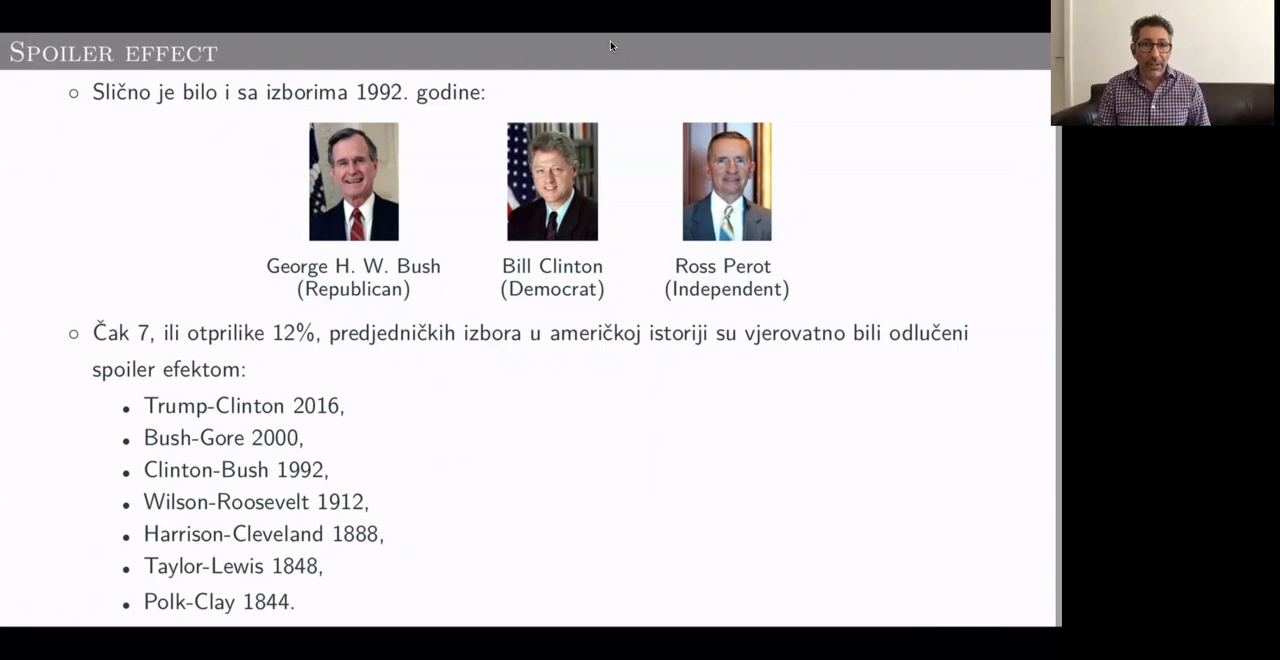 Spoiler effect
Slično je bilo i sa izborima 1992. godine:
George H. W. Bush
(Republican)
Bill Clinton
(Democrat)
Ross Perot
(Independent)
Čak 7, ili otprilike 12%, predjedničkih izbora u američkoj istoriji su vjerovatno bili odlučeni
spoiler efektom:
Trump-Clinton 2016,
Bush-Gore 2000,
Clinton-Bush 1992,
Wilson-Roosevelt 1912,
Harrison-Cleveland 1888,
Taylor-Lewis 1848,
Polk-Clay 1844.